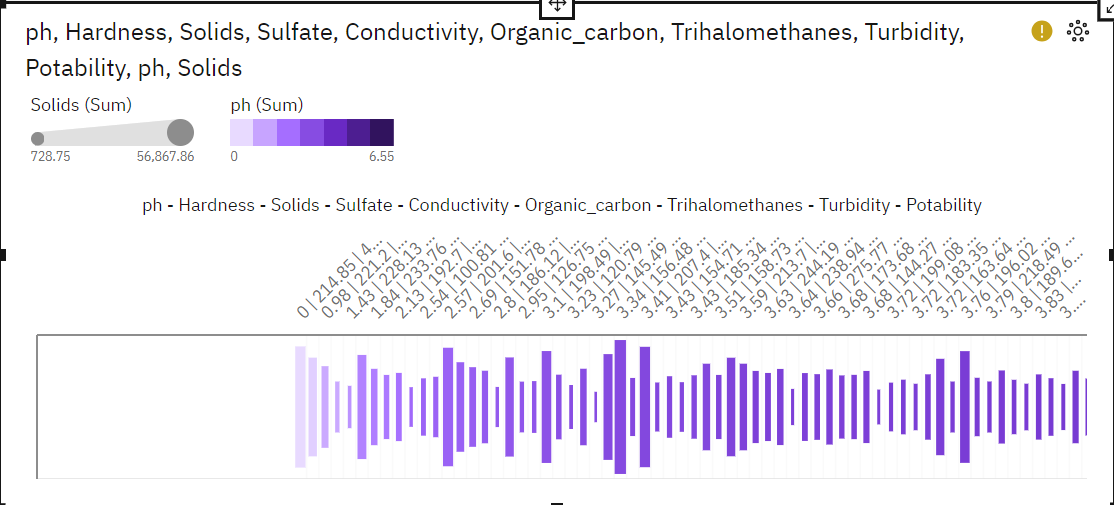 ph, Hardness, Solids, Sulfate, Conductivity, Organic_carbon, Trihalomethanes, Turbidity,
Potability, ph, Solids
Solids (Sum)
728.75
56,867.86
ph (Sum)
0
6.55
ph - Hardness - Solids - Sulfate - Conductivity - Organic_carbon - Trihalomethanes - Turbidity - Potability
0 | 214.85 | 4…
0.98 | 221.2 |…
1.43 | 228.13 …
1.84 | 233.76 …
2.13 | 192.7 |…
2.54 | 100.81 …
2.57 | 201.6 |…
2.69 | 151.78 …
2.8 | 186.12 |…
2.95 | 126.75 …
3.1 | 198.49 |…
3.23 | 120.79 …
3.27 | 145.49 …
3.34 | 156.48 …
3.41 | 207.4 |…
3.43 | 154.71 …
3.43 | 185.34 …
3.51 | 158.73 …
3.59 | 213.7 |…
3.63 | 244.19 …
3.64 | 238.94 …
3.66 | 275.77 …
3.68 | 173.68 …
3.68 | 144.27 …
3.72 | 199.08 …
3.72 | 183.35 …
3.72 | 163.64 …
3.76 | 196.02 …
3.79 | 218.49 …
3.8 | 189.6…
3.83 |…
3.…